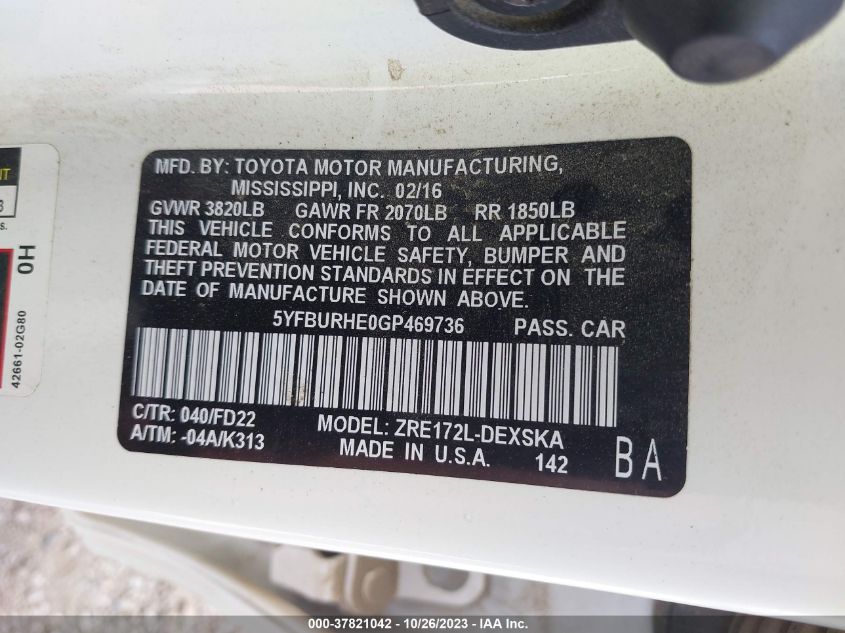 MFD. BY: TOYOTA MOTOR MANUFACTURING,
MISSISSIPPI, INC. 02/16
GVWR 3820LB GAWR FR 2070LB RR 1850LB
THIS VEHICLE CONFORMS TO ALL APPLICABLE
FEDERAL MOTOR VEHICLE SAFETY, BUMPER AND
THEFT PREVENTION STANDARDS IN EFFECT ON THE
DATE OF MANUFACTURE SHOWN ABOVE.
5YFBURHE0GP469736 PASS. CAR
C/TR: 040/FD22 MODEL: ZRE172L-DEXSKA
A/TM: -04A/K313 MADE IN U.S.A. 142 BA
0H
42661-02G80
000-37821042 - 10/26/2023 - IAA Inc.